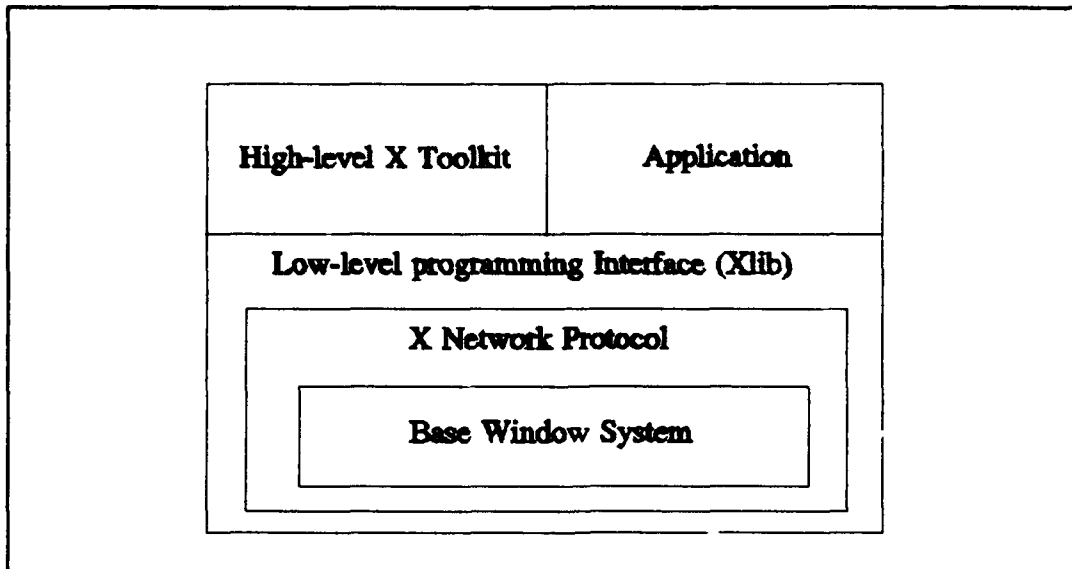 High-level X Toolkit
Application
Low-level programming Interface (Xlib)
X Network Protocol
Base Window System